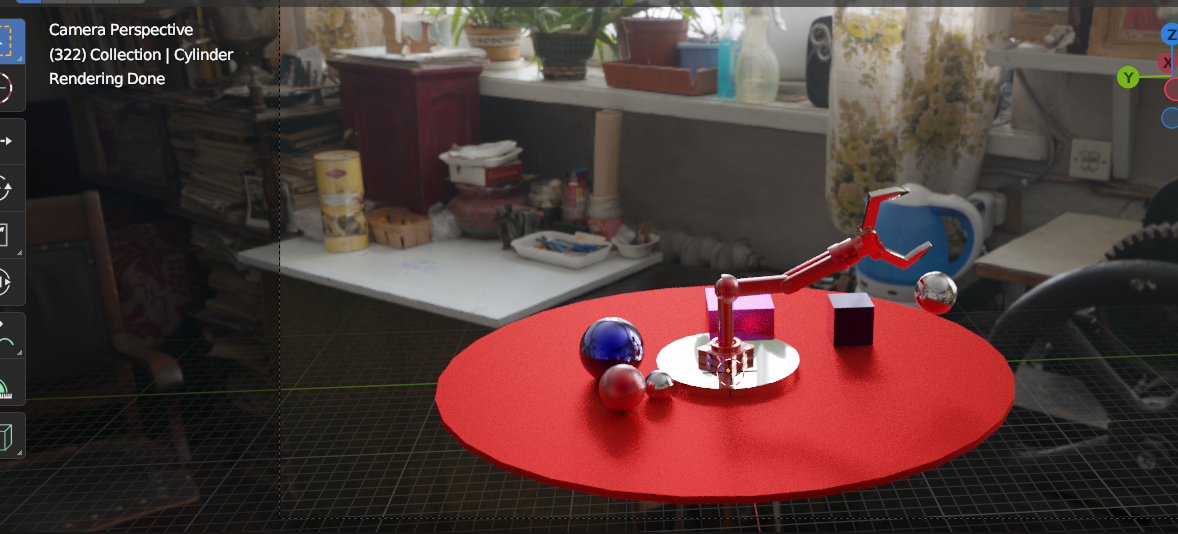 Camera Perspective
(322) Collection | Cylinder
Rendering Done
Z
X
Y